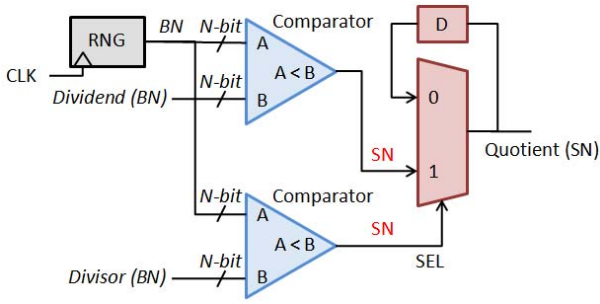 RNG
BN
N-bit
Comparator
D
A
A < B
CLK
Dividend (BN)
N-bit
B
0
SN
1
Quotient (SN)
N-bit
Comparator
A
A < B
SN
SEL
Divisor (BN)
N-bit
B